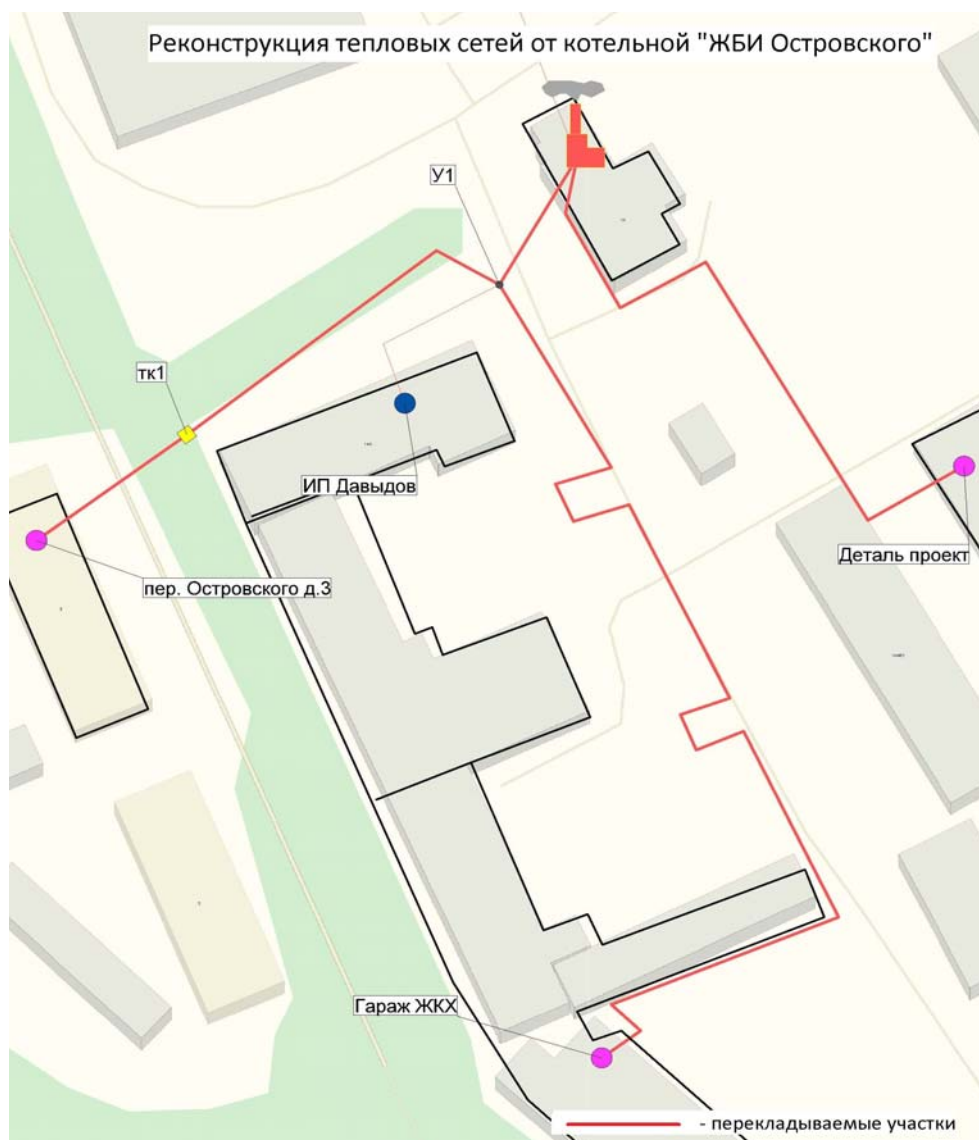 Реконструкция тепловых сетей от котельной "ЖБИ Островского"
У1
тк1
ИП Давыдов
Деталь проект
пер. Островского д.3
Гараж ЖКХ
- перекладываемые участки